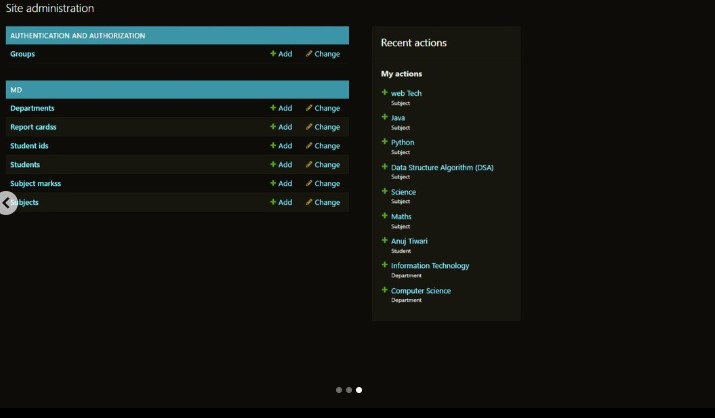 Site administration
AUTHENTICATION AND AUTHORIZATION
Groups + Add Change
MD
Departments + Add Change
Report cardss + Add Change
Student ids + Add Change
Students + Add Change
Subject markss + Add Change
Subjects + Add Change
Recent actions
My actions
+ web Tech
Subject
+ Java
Subject
+ Python
Subject
+ Data Structure Algorithm (DSA)
Subject
+ Science
Subject
+ Maths
Subject
+ Anuj Tiwari
Student
+ Information Technology
Department
+ Computer Science
Department